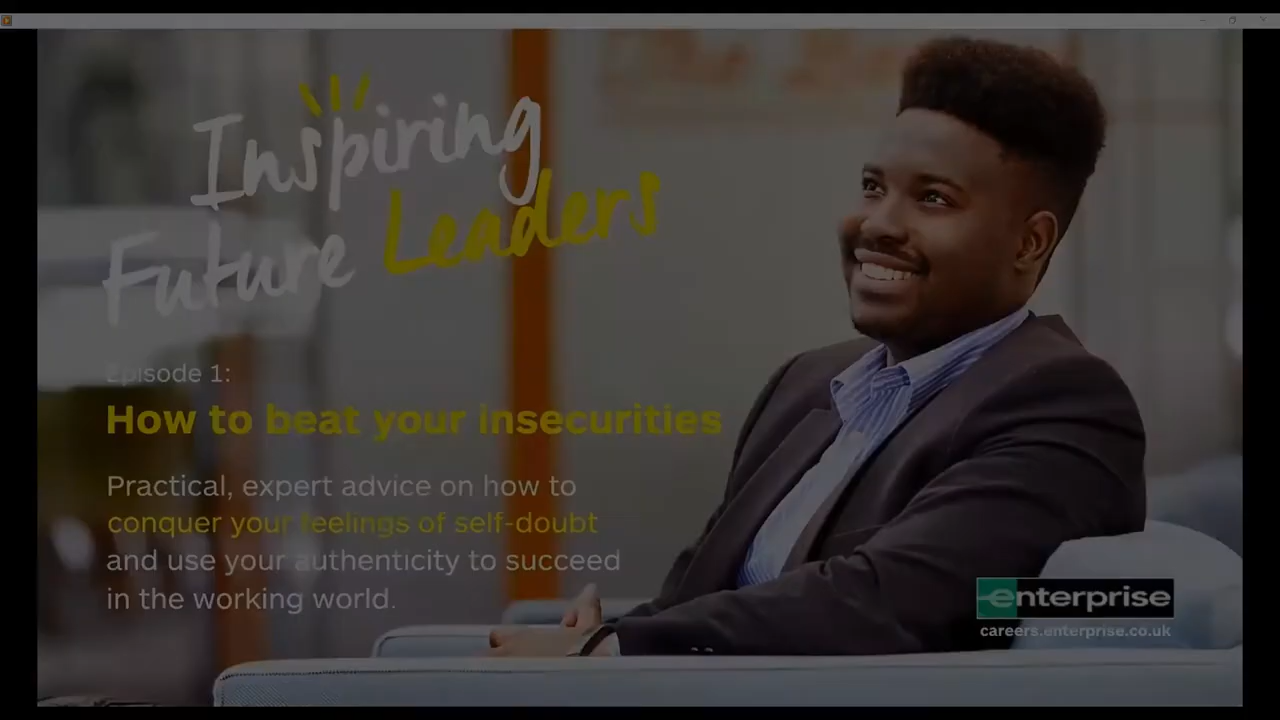 Inspiring
Future Leaders
Episode 1:
How to beat your insecurities
Practical, expert advice on how to
conquer your feelings of self-doubt
and use your authenticity to succeed
in the working world.
enterprise
careers.enterprise.co.uk